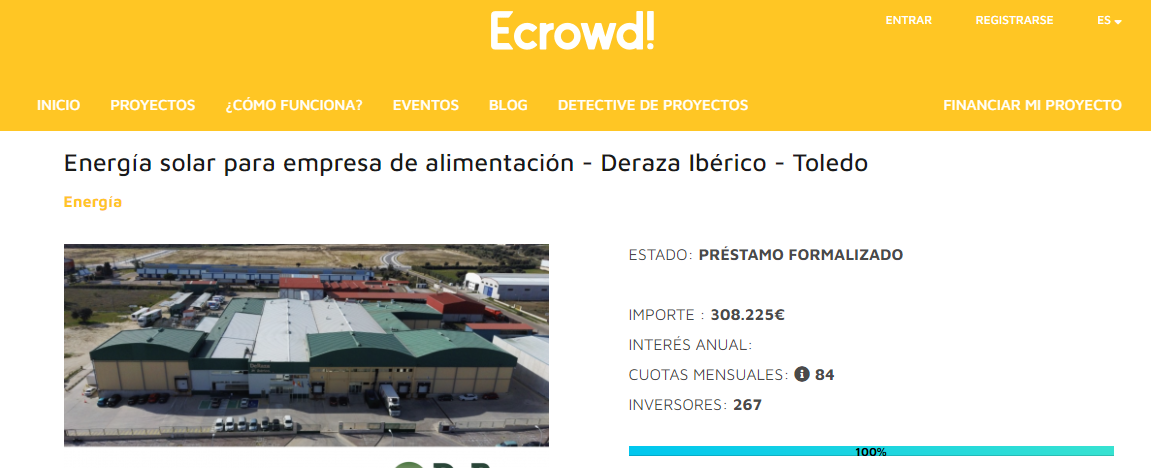 Ecrowd!
ENTRAR REGISTRARSE ES
INICIO PROYECTOS ¿CÓMO FUNCIONA? EVENTOS BLOG DETECTIVE DE PROYECTOS FINANCIAR MI PROYECTO
Energía solar para empresa de alimentación - Deraza Ibérico - Toledo
Energía
ESTADO: PRÉSTAMO FORMALIZADO
IMPORTE : 308.225€
INTERÉS ANUAL:
CUOTAS MENSUALES: 84
INVERSORES: 267
100%